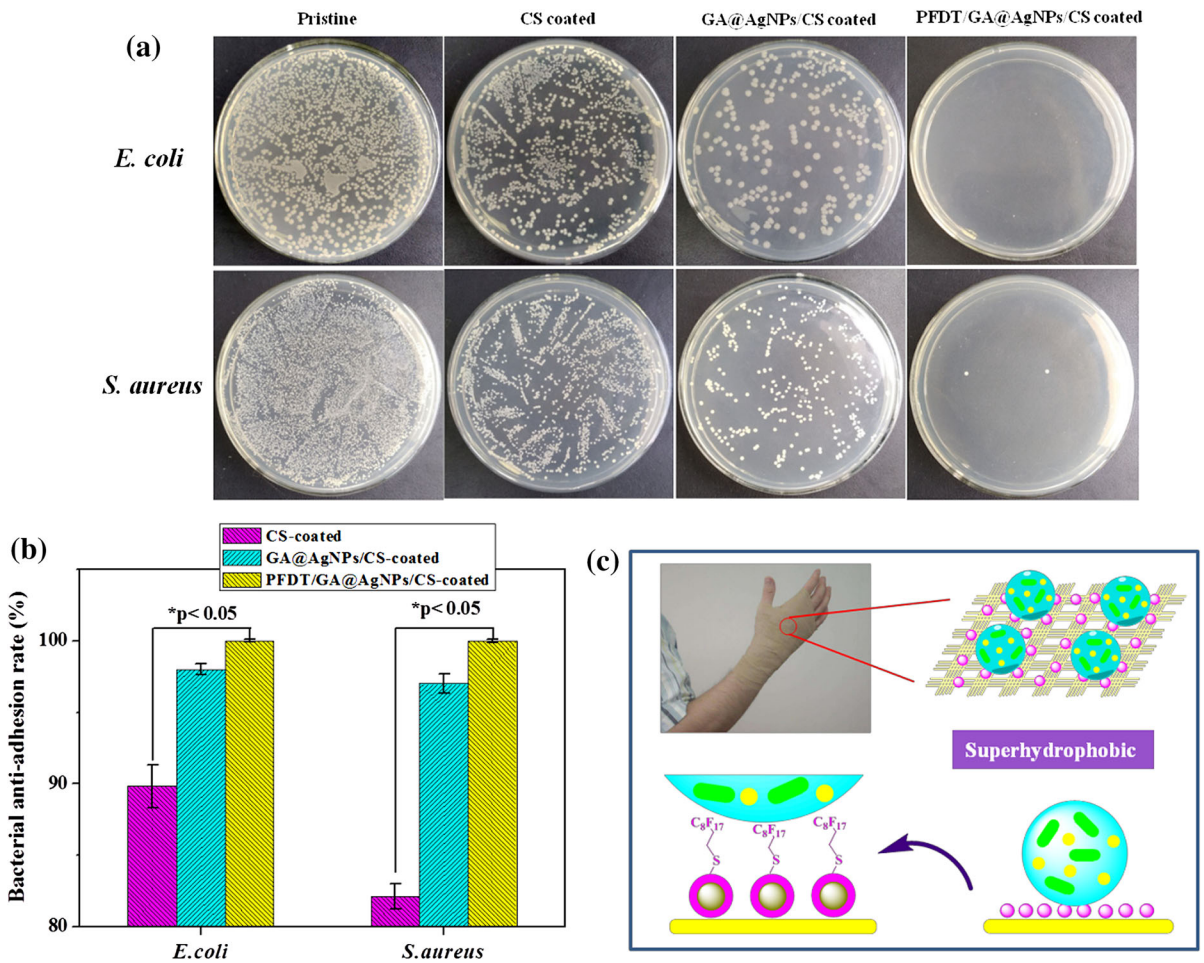 Pristine
CS coated
GA@AgNPs/CS coated
PFDT/GA@AgNPs/CS coated
(a)
E. coli
S. aureus
(b)
CS-coated
GA@AgNPs/CS-coated
PFDT/GA@AgNPs/CS-coated
Bacterial anti-adhesion rate (%)
100
90
80
*p< 0.05
*p< 0.05
E.coli
S.aureus
(c)
Superhydrophobic
C8F17
C8F17
C8F17
S
S
S